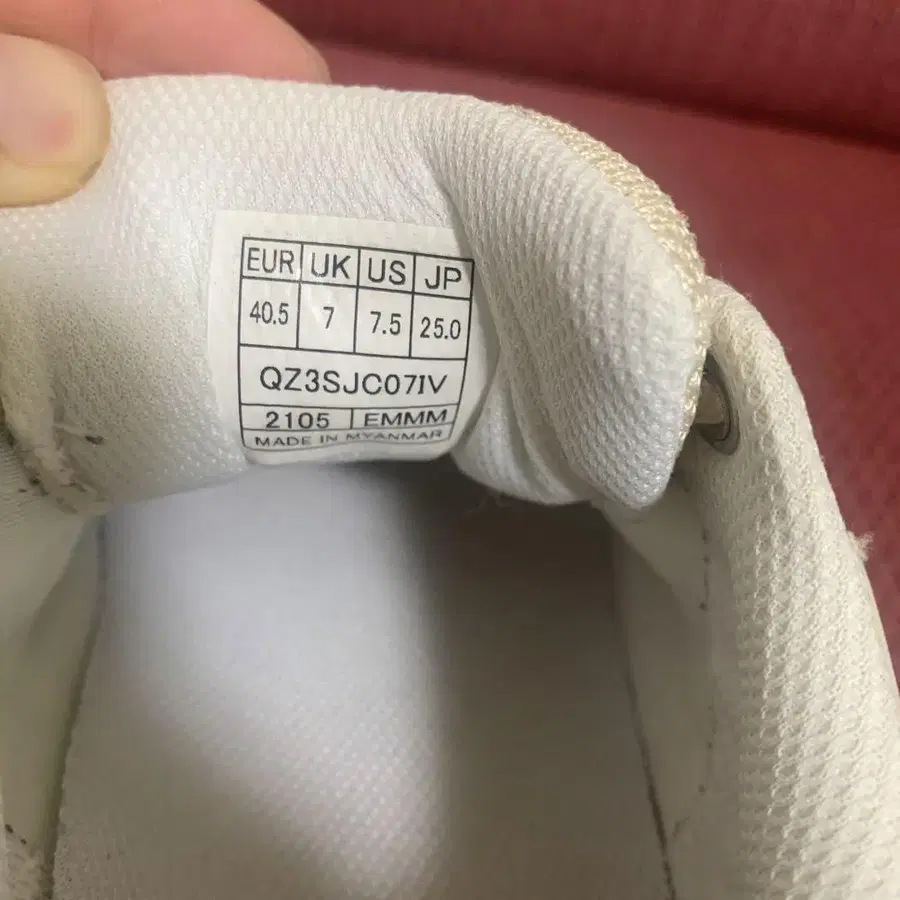 EUR UK US JP
40.5 7 7.5 25.0
QZ3SJC07IV
2105 EMMM
MADE IN MYANMAR